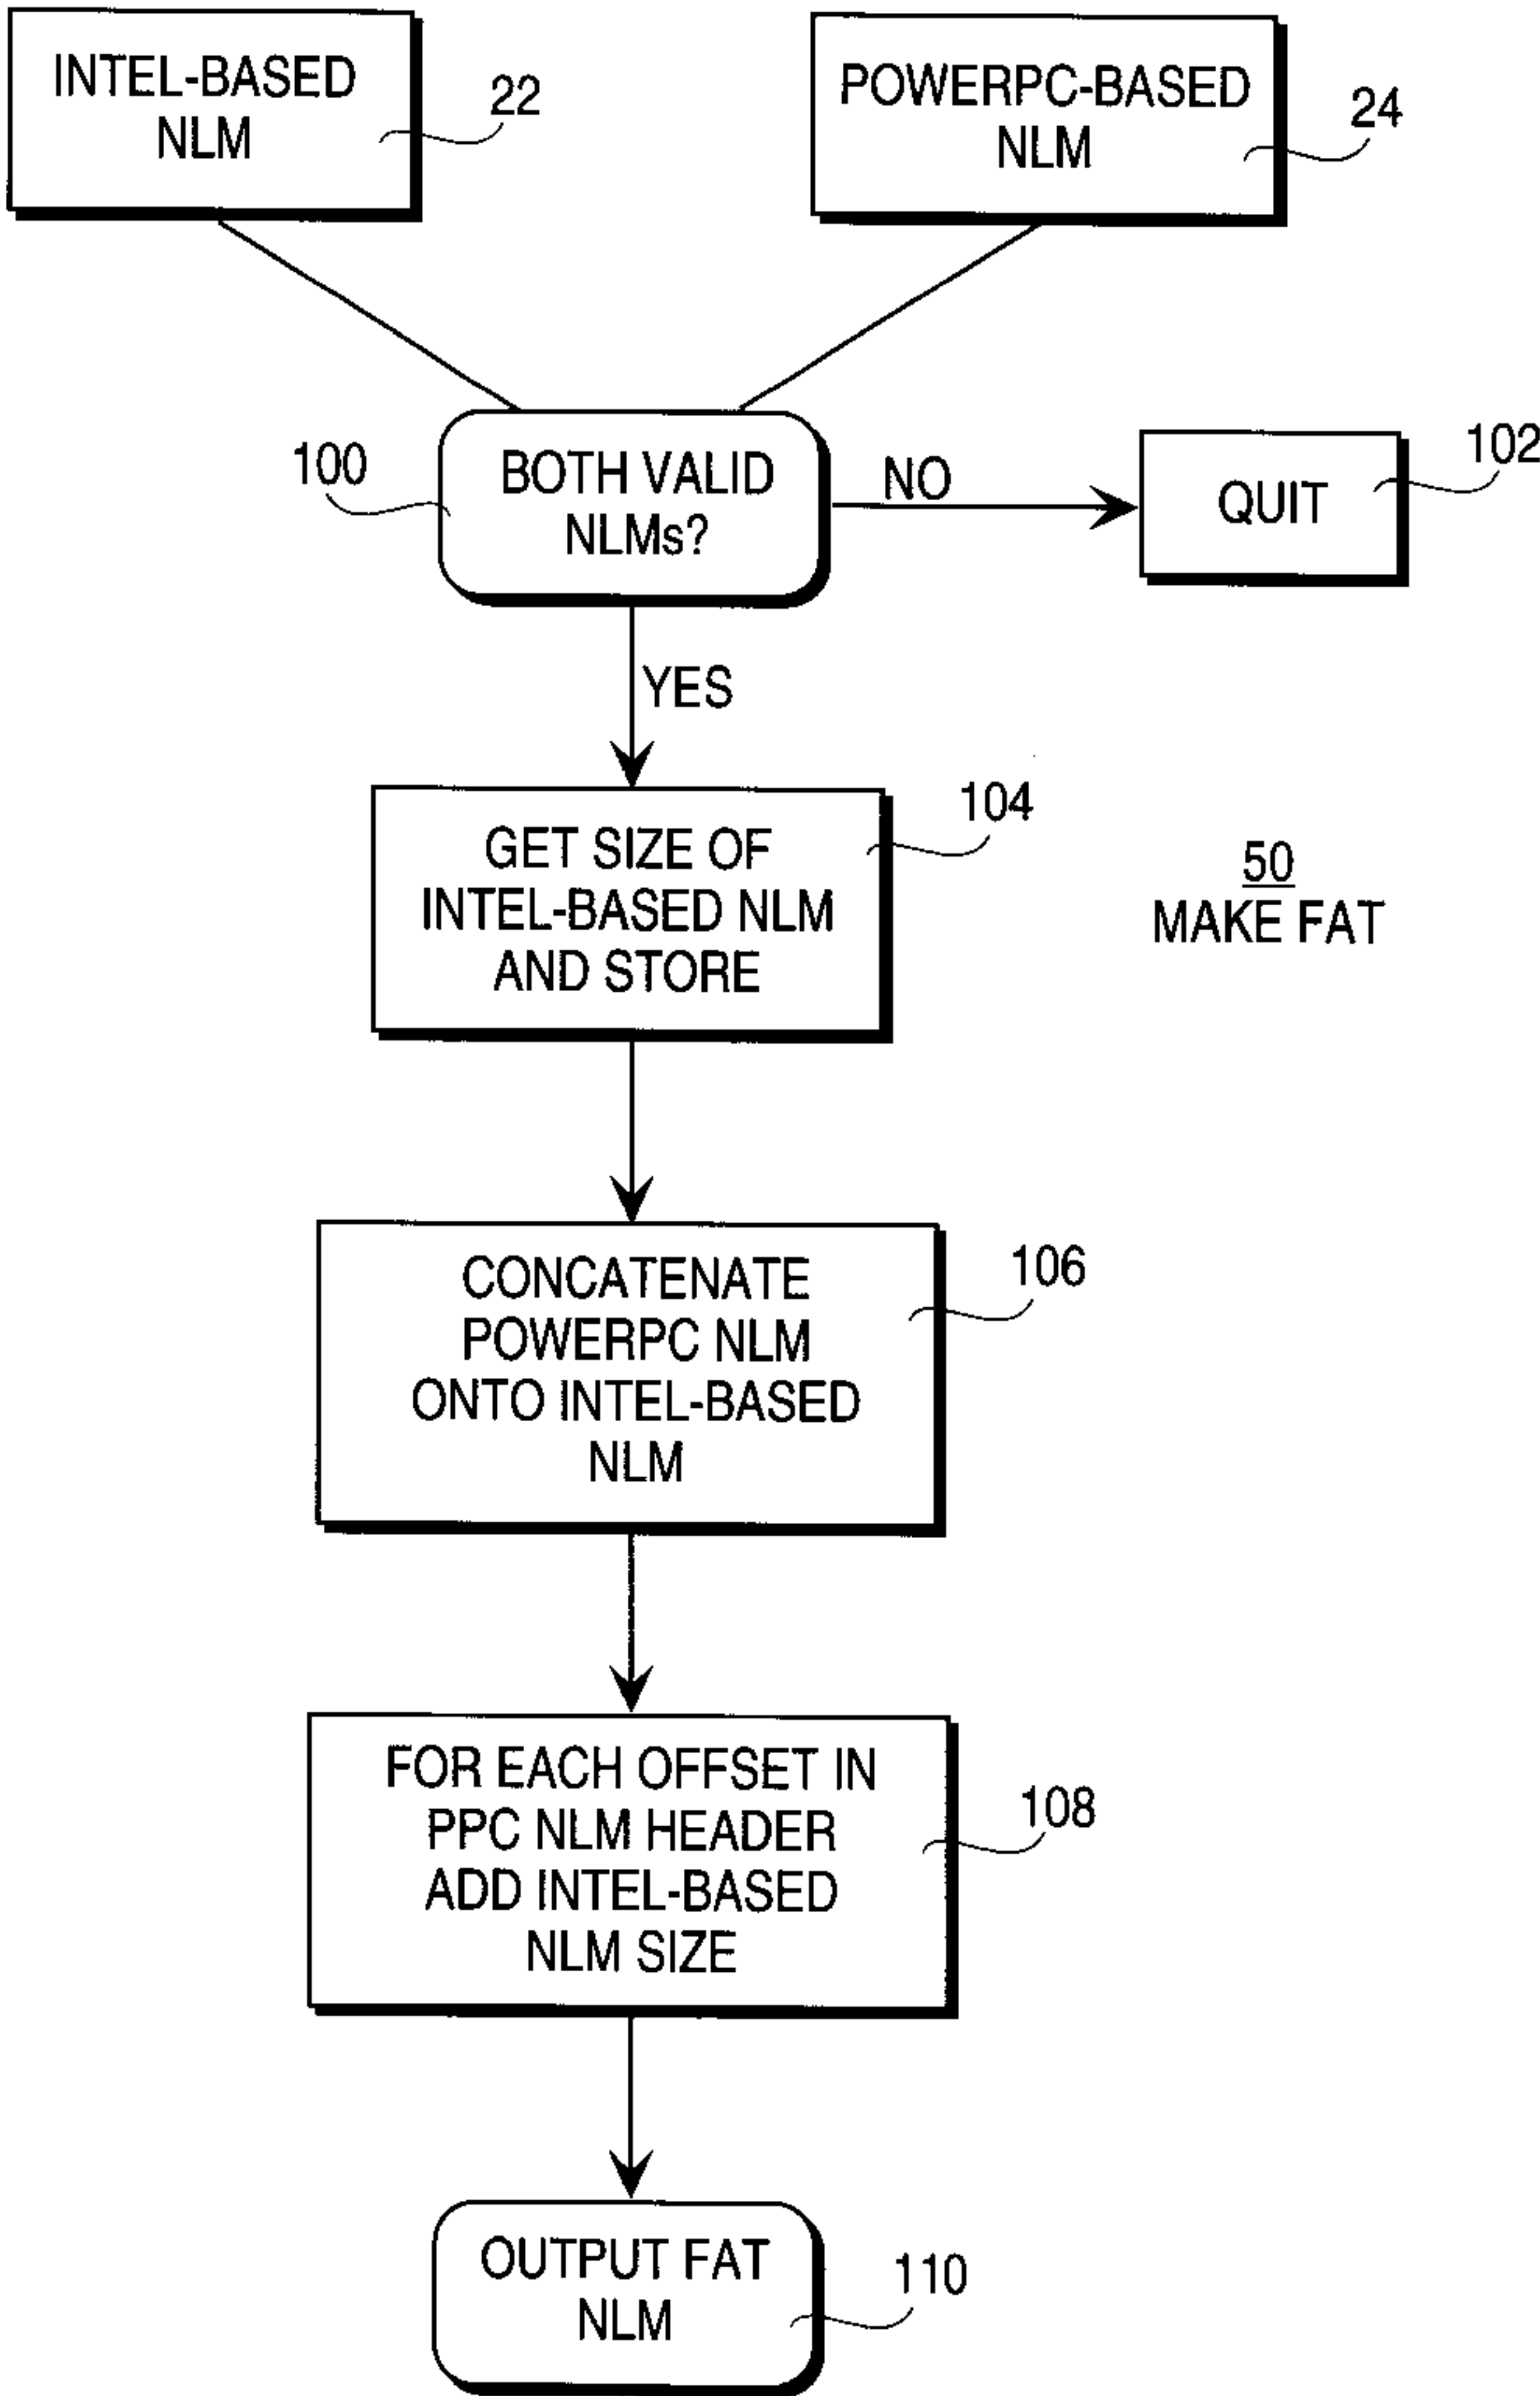 INTEL-BASED
NLM
22
POWERPC-BASED
NLM
24
100
BOTH VALID
NLMs?
NO
QUIT
102
YES
GET SIZE OF
INTEL-BASED NLM
AND STORE
104
50
MAKE FAT
CONCATENATE
POWERPC NLM
ONTO INTEL-BASED
NLM
106
FOR EACH OFFSET IN
PPC NLM HEADER
ADD INTEL-BASED
NLM SIZE
108
OUTPUT FAT
NLM
110